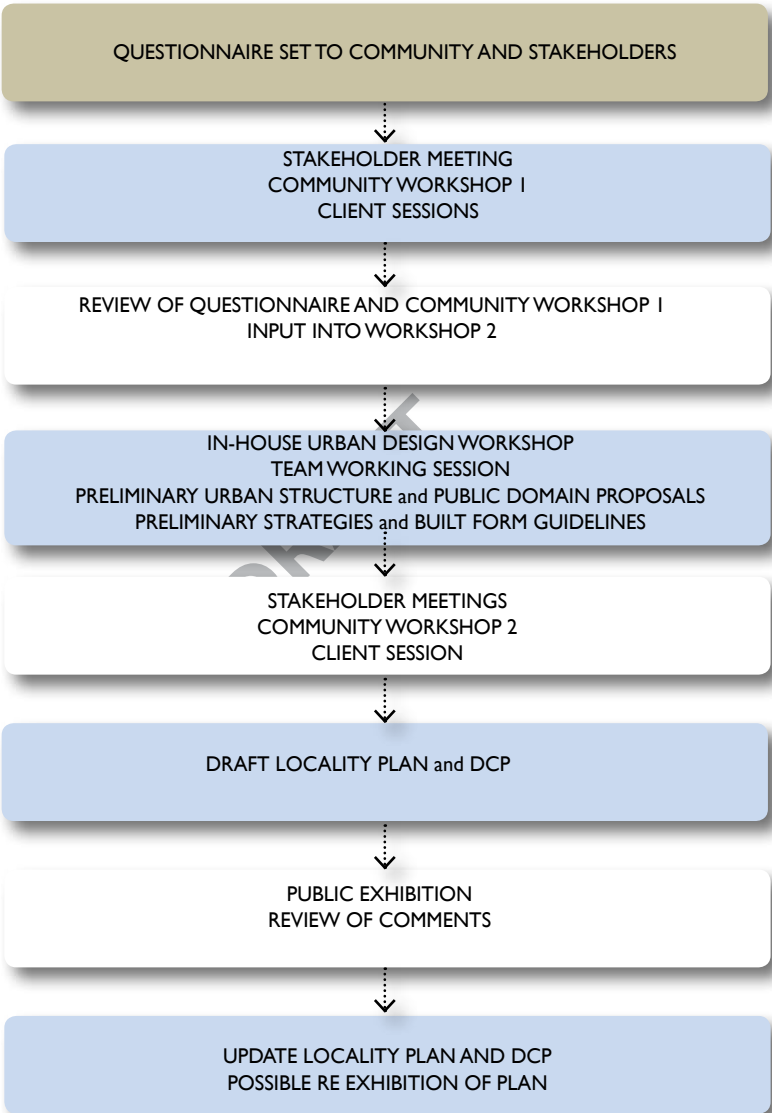 QUESTIONNAIRE SET TO COMMUNITY AND STAKEHOLDERS
STAKEHOLDER MEETING
COMMUNITY WORKSHOP 1
CLIENT SESSIONS
REVIEW OF QUESTIONNAIRE AND COMMUNITY WORKSHOP 1
INPUT INTO WORKSHOP 2
IN-HOUSE URBAN DESIGN WORKSHOP
TEAM WORKING SESSION
PRELIMINARY URBAN STRUCTURE and PUBLIC DOMAIN PROPOSALS
PRELIMINARY STRATEGIES and BUILT FORM GUIDELINES
STAKEHOLDER MEETINGS
COMMUNITY WORKSHOP 2
CLIENT SESSION
DRAFT LOCALITY PLAN and DCP
PUBLIC EXHIBITION
REVIEW OF COMMENTS
UPDATE LOCALITY PLAN AND DCP
POSSIBLE RE EXHIBITION OF PLAN